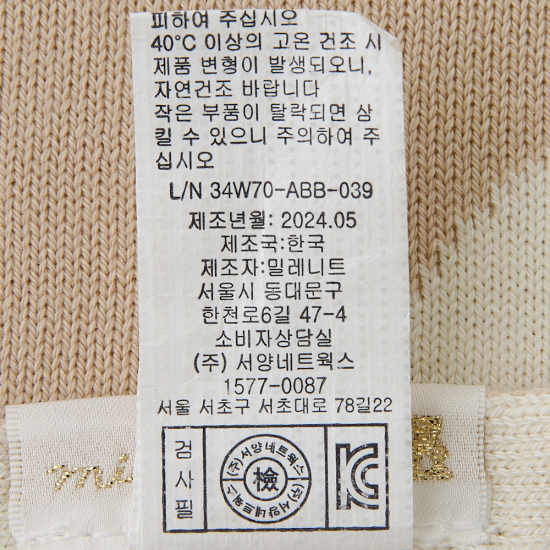 피하여 주십시오
40°C 이상의 고온 건조 시
제품 변형이 발생되오니,
자연건조 바랍니다
작은 부품이 탈락되면 삼
킬 수 있으니 주의하여 주
십시오
L/N 34W70-ABB-039
제조년월: 2024.05
제조국:한국
제조자:밀레니트
서울시 동대문구
한천로6길 47-4
소비자상담실
(주) 서양네트웍스
1577-0087
서울 서초구 서초대로 78길22
검사필
(주)서양네트웍스
檢
(주)서양네트웍스
KC